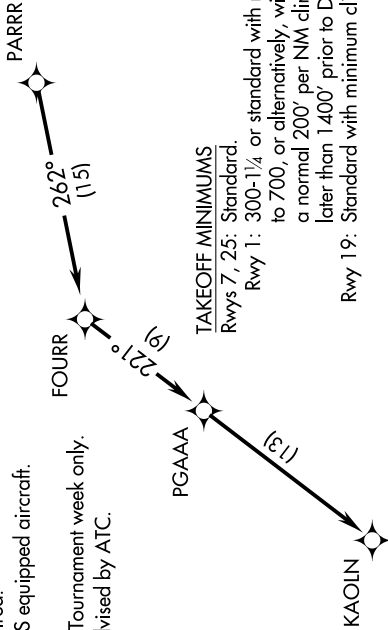 S equipped aircraft.
Tournament week only.
vised by ATC.
PARRR
262°
(15)
FOURR
221°
(9)
PGAAA
(13)
KAOLN
TAKEOFF MINIMUMS
Rwys 7, 25: Standard.
Rwy 1: 300-1¼ or standard with
to 700, or alternatively, wi
a normal 200' per NM clim
later than 1400' prior to D
Rwy 19: Standard with minimum cl